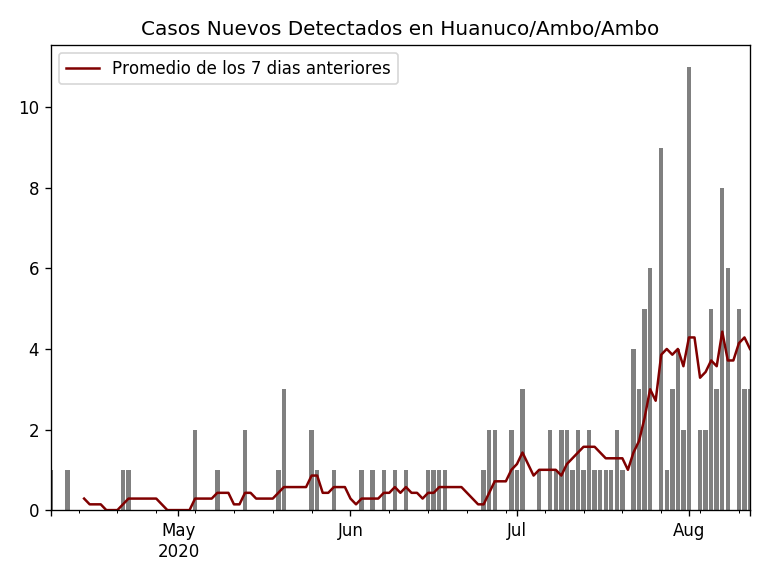 Casos Nuevos Detectados en Huanuco/Ambo/Ambo
Promedio de los 7 dias anteriores
10
8
6
4
2
0
May
2020
Jun
Jul
Aug